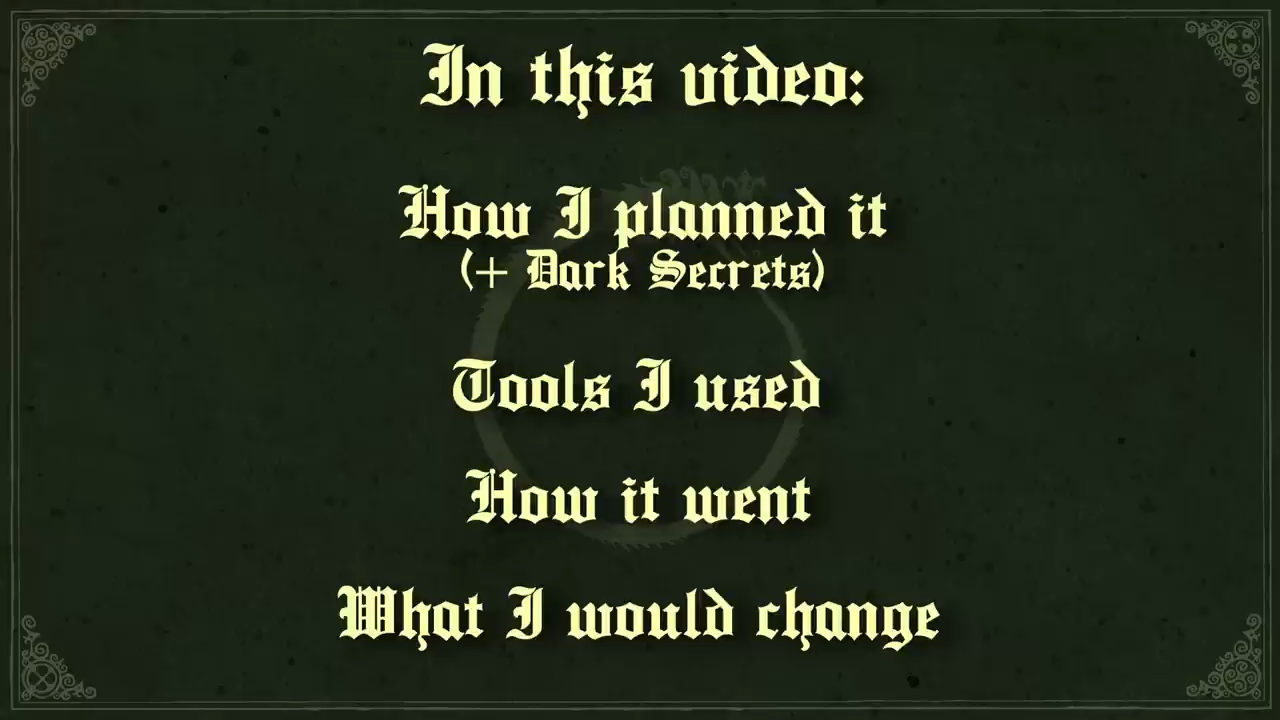 In this video:
How I planned it
(+ Dark Secrets)
Tools I used
How it went
What I would change